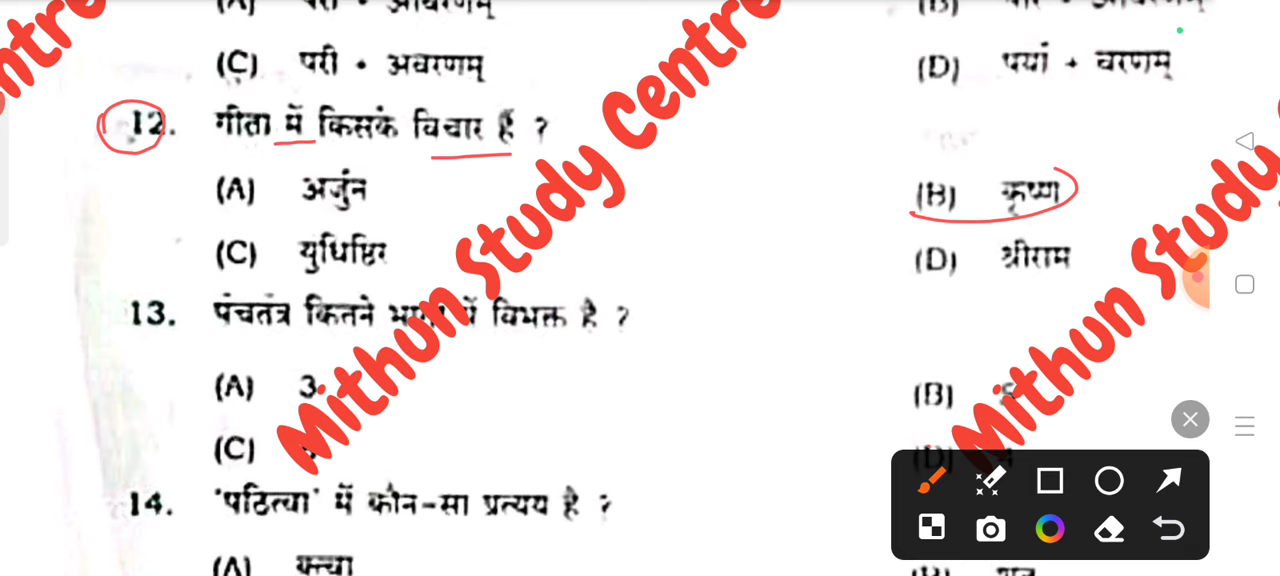 (C) परी + अवरणम् (D) पर्या + वरणम्
12. गीता में किसके विचार हैं ?
(A) अर्जुन (B) कृष्ण
(C) युधिष्ठिर (D) श्रीराम
13. पंचतंत्र कितने में विभक्त है ?
(A) 3 (B)
(C) (D)
14. 'पठित्वा' में कौन-सा प्रत्यय है ?
(A) क्त्वा (B)
Mithun Study Centre
Mithun Study